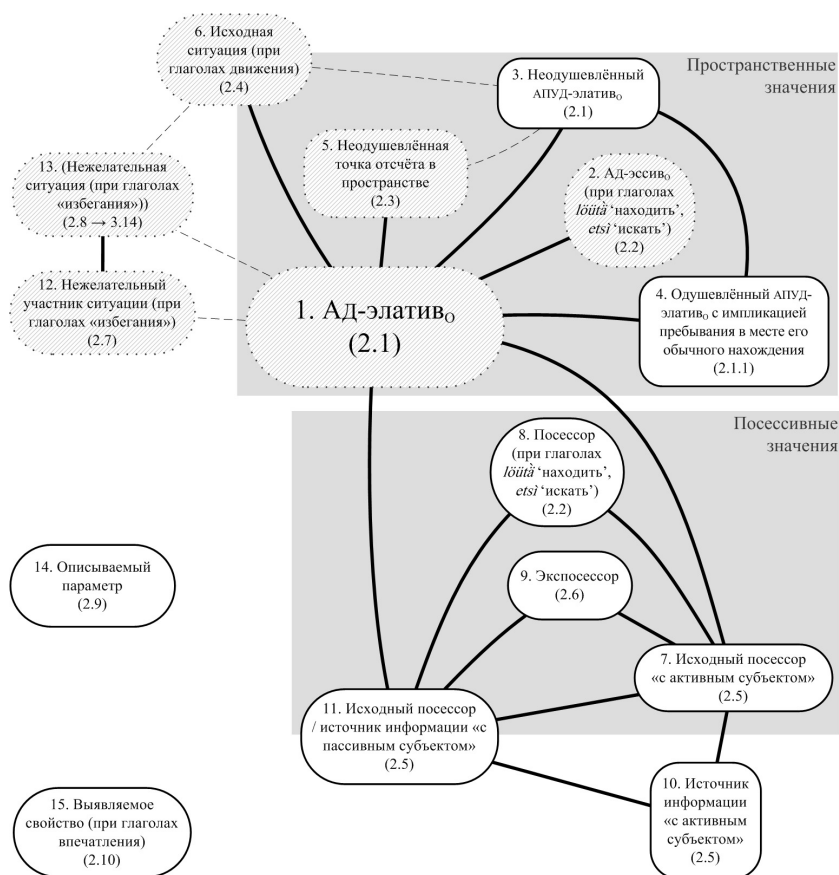 6. Исходная
ситуация (при
глаголах движения)
(2.4)
Пространственные
значения
3. Неодушевлённый
АПУД-элативO
(2.1)
5. Неодушевлённая
точка отсчёта в
пространстве
(2.3)
2. АД-эссивO
(при глаголах
löütä̀ ‘находить’,
etsì ‘искать’)
(2.2)
13. (Нежелательная
ситуация (при глаголах
«избегания»))
(2.8 → 3.14)
12. Нежелательный
участник ситуации (при
глаголах «избегания»)
(2.7)
1. АД-элативO
(2.1)
4. Одушевлённый АПУД-
элативO с импликацией
пребывания в месте его
обычного нахождения
(2.1.1)
Посессивные
значения
8. Посессор
(при глаголах
löütä̀ ‘находить’,
etsì ‘искать’)
(2.2)
14. Описываемый
параметр
(2.9)
9. Экспосессор
(2.6)
7. Исходный посессор
«с активным субъектом»
(2.5)
11. Исходный посессор
/ источник информации «с
пассивным субъектом»
(2.5)
15. Выявляемое
свойство (при глаголах
впечатления)
(2.10)
10. Источник
информации
«с активным
субъектом»
(2.5)